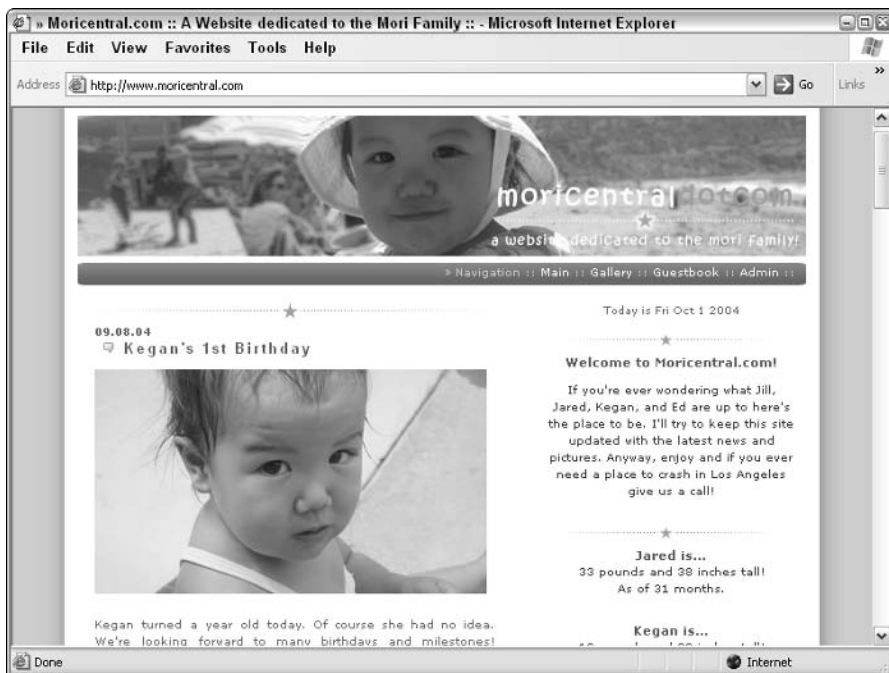 » Moricentral.com :: A Website dedicated to the Mori Family :: - Microsoft Internet Explorer
File Edit View Favorites Tools Help
Address http://www.moricentral.com Go Links »
moricentraldotcom
a website dedicated to the mori family!
» Navigation :: Main :: Gallery :: Guestbook :: Admin ::
09.08.04
Kegan's 1st Birthday
Kegan turned a year old today. Of course she had no idea.
We're looking forward to many birthdays and milestones!
Today is Fri Oct 1 2004
Welcome to Moricentral.com!
If you're ever wondering what Jill,
Jared, Kegan, and Ed are up to here's
the place to be. I'll try to keep this site
updated with the latest news and
pictures. Anyway, enjoy and if you ever
need a place to crash in Los Angeles
give us a call!
Jared is...
33 pounds and 38 inches tall!
As of 31 months.
Kegan is...
Done Internet